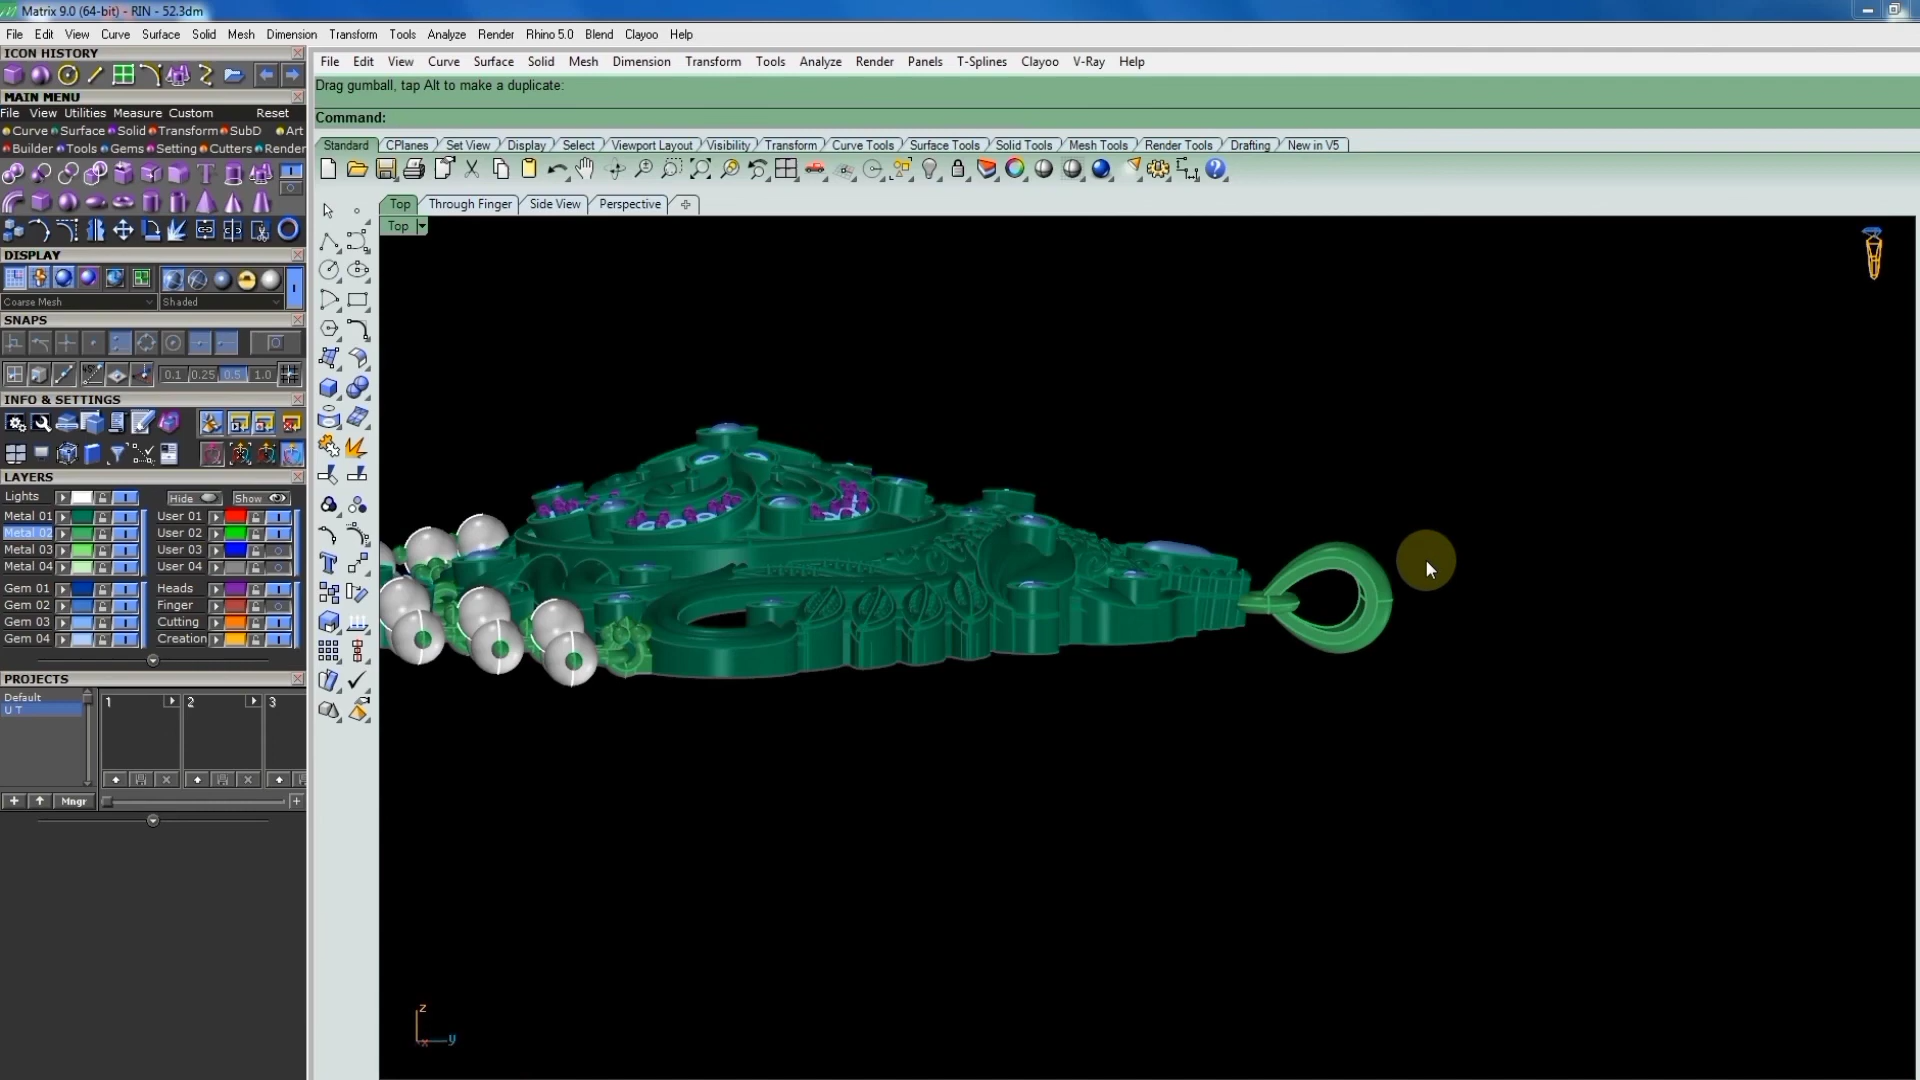 Matrix 9.0 (64-bit) - RIN - 52.3dm
File Edit View Curve Surface Solid Mesh Dimension Transform Tools Analyze Render Rhino 5.0 Blend Clayoo Help
ICON HISTORY
MAIN MENU
File View Utilities Measure Custom Reset
Curve Surface Solid Transform SubD Art
Builder Tools Gems Setting Cutters Render
DISPLAY
Coarse Mesh Shaded
SNAPS
0.1 0.25 0.5 1.0
INFO & SETTINGS
LAYERS
Lights Hide Show
Metal 01 User 01
Metal 02 User 02
Metal 03 User 03
Metal 04 User 04
Gem 01 Heads
Gem 02 Finger
Gem 03 Cutting
Gem 04 Creation
PROJECTS
Default
U T
1 2 3
Mngr
File Edit View Curve Surface Solid Mesh Dimension Transform Tools Analyze Render Panels T-Splines Clayoo V-Ray Help
Drag gumball, tap Alt to make a duplicate:
Command:
Standard CPlanes Set View Display Select Viewport Layout Visibility Transform Curve Tools Surface Tools Solid Tools Mesh Tools Render Tools Drafting New in V5
Top Through Finger Side View Perspective
Top
z
x y